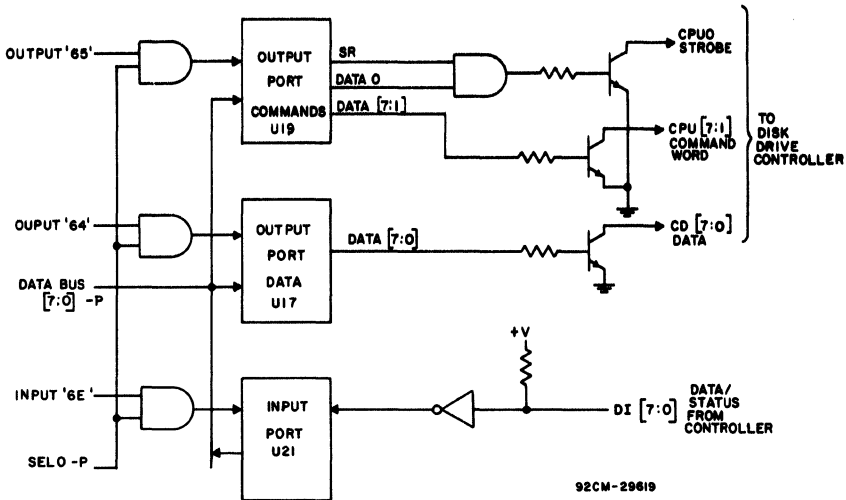 OUTPUT '65'
OUTPUT
PORT
COMMANDS
U19
SR
DATA 0
DATA [7:1]
CPU0
STROBE
CPU [7:1]
COMMAND
WORD
TO
DISK
DRIVE
CONTROLLER
OUPUT '64'
DATA BUS
[7:0] -P
OUTPUT
PORT
DATA
U17
DATA [7:0]
CD [7:0]
DATA
INPUT '6E'
SEL0 -P
INPUT
PORT
U21
+V
DI [7:0]
DATA/
STATUS
FROM
CONTROLLER
92CM-29619